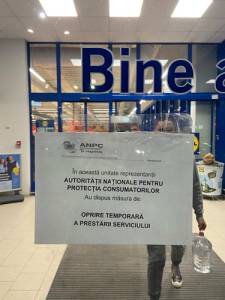 Bine a
ANPC
În această unitate reprezentanții
AUTORITĂȚII NAȚIONALE PENTRU
PROTECȚIA CONSUMATORILOR
Au dispus măsura de:
OPRIRE TEMPORARĂ
A PRESTĂRII SERVICIULUI